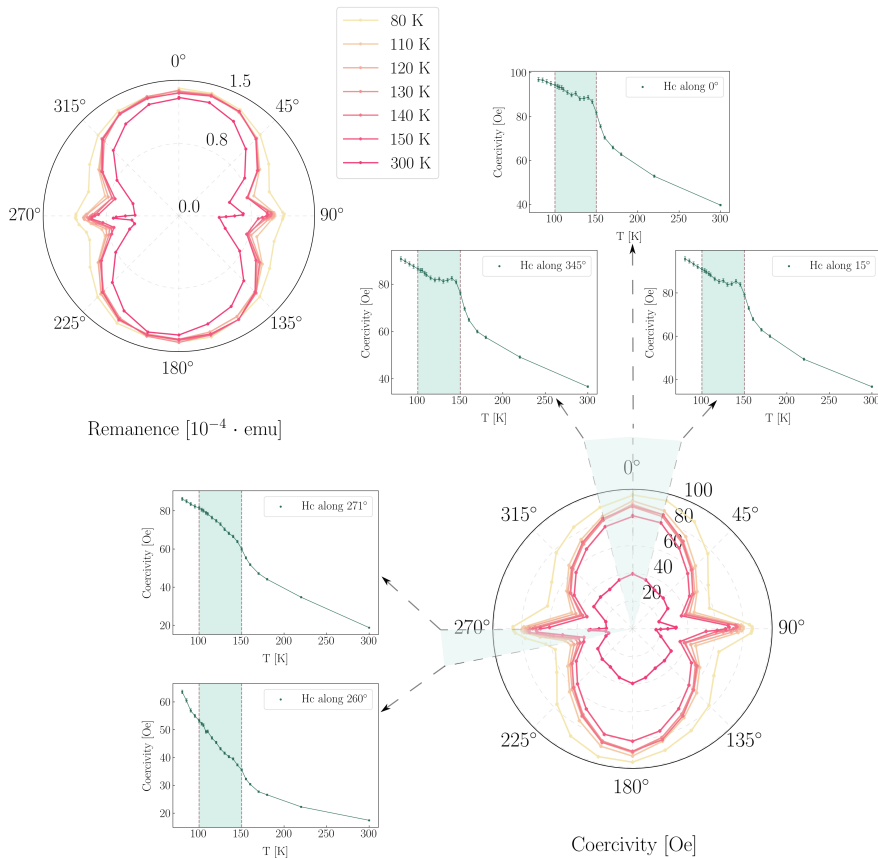 80 K
110 K
120 K
130 K
140 K
150 K
300 K
0°
45°
90°
135°
180°
225°
270°
315°
1.5
0.8
0.0
Remanence [10⁻⁴ · emu]
Hc along 0°
Coercivity [Oe]
100
80
60
40
100 150 200 250 300
T [K]
Hc along 345°
Coercivity [Oe]
80
60
40
100 150 200 250 300
T [K]
Hc along 15°
Coercivity [Oe]
80
60
40
100 150 200 250 300
T [K]
Hc along 271°
Coercivity [Oe]
80
60
40
20
100 150 200 250 300
T [K]
Hc along 260°
Coercivity [Oe]
60
50
40
30
20
100 150 200 250 300
T [K]
0°
45°
90°
135°
180°
225°
270°
315°
100
80
60
40
20
Coercivity [Oe]